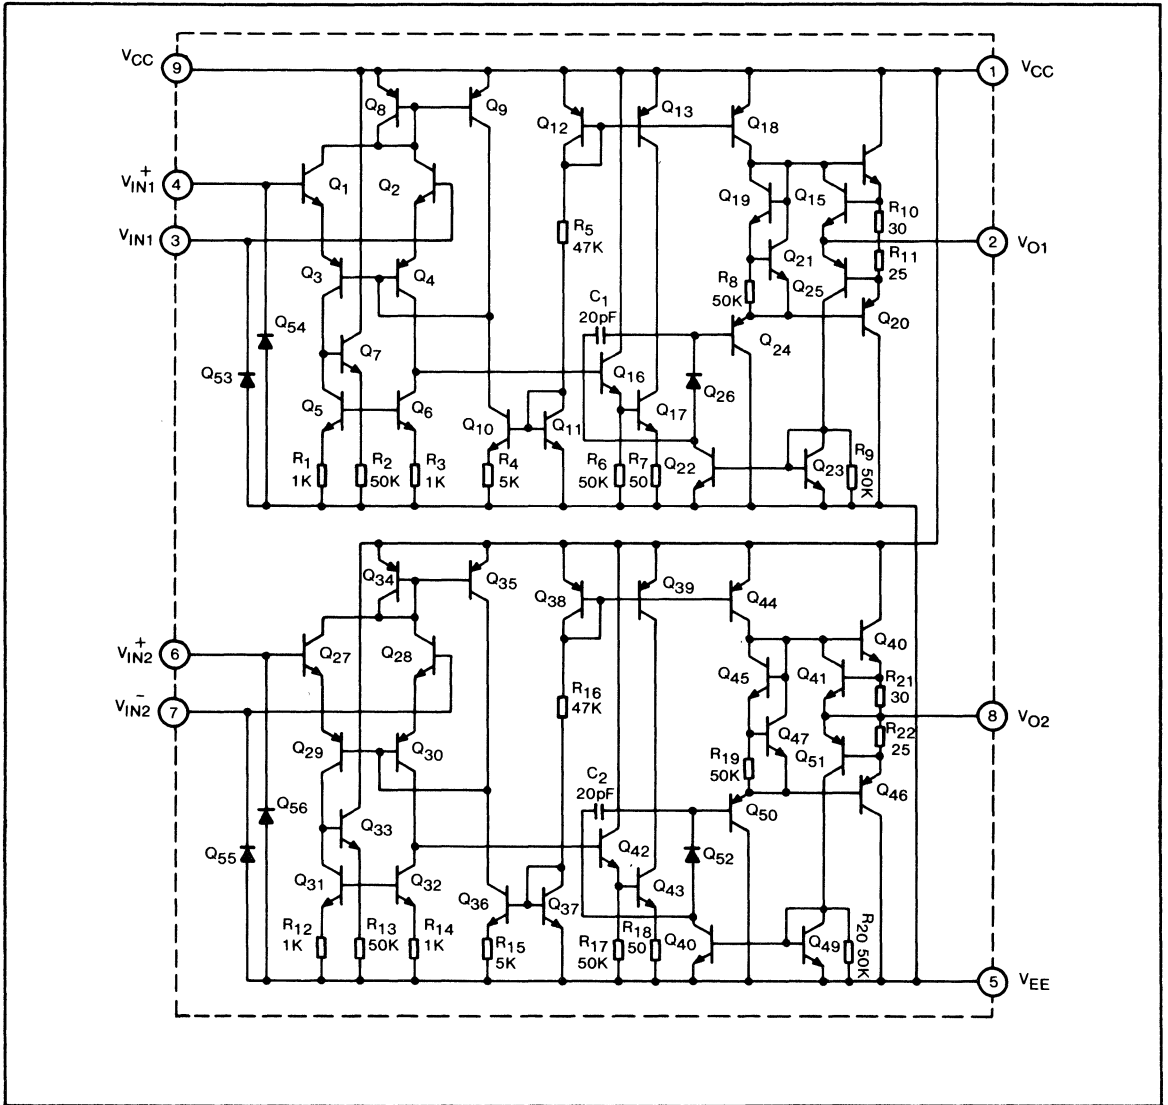 VCC 9
1 VCC
Q8
Q9
Q12
Q13
Q18
VIN1+ 4
Q1
Q2
Q19
Q15
R10
30
VIN1 3
R5
47K
2 VO1
Q3
Q4
Q21
R11
25
R8
50K
Q25
C1
20pF
Q54
Q20
Q53
Q7
Q24
Q16
Q26
Q5
Q6
Q10
Q11
Q17
R1
1K
R2
50K
R3
1K
R4
5K
R6
50K
R7
50
Q22
Q23
R9
50K
Q34
Q35
Q38
Q39
Q44
VIN2+ 6
Q27
Q28
Q40
Q45
Q41
R21
30
VIN2− 7
R16
47K
8 VO2
Q29
Q30
Q47
R22
25
R19
50K
Q51
C2
20pF
Q46
Q56
Q50
Q55
Q33
Q42
Q52
Q31
Q32
Q36
Q37
Q43
R12
1K
R13
50K
R14
1K
R15
5K
R17
50K
R18
50
Q40
Q49
R20
50K
5 VEE